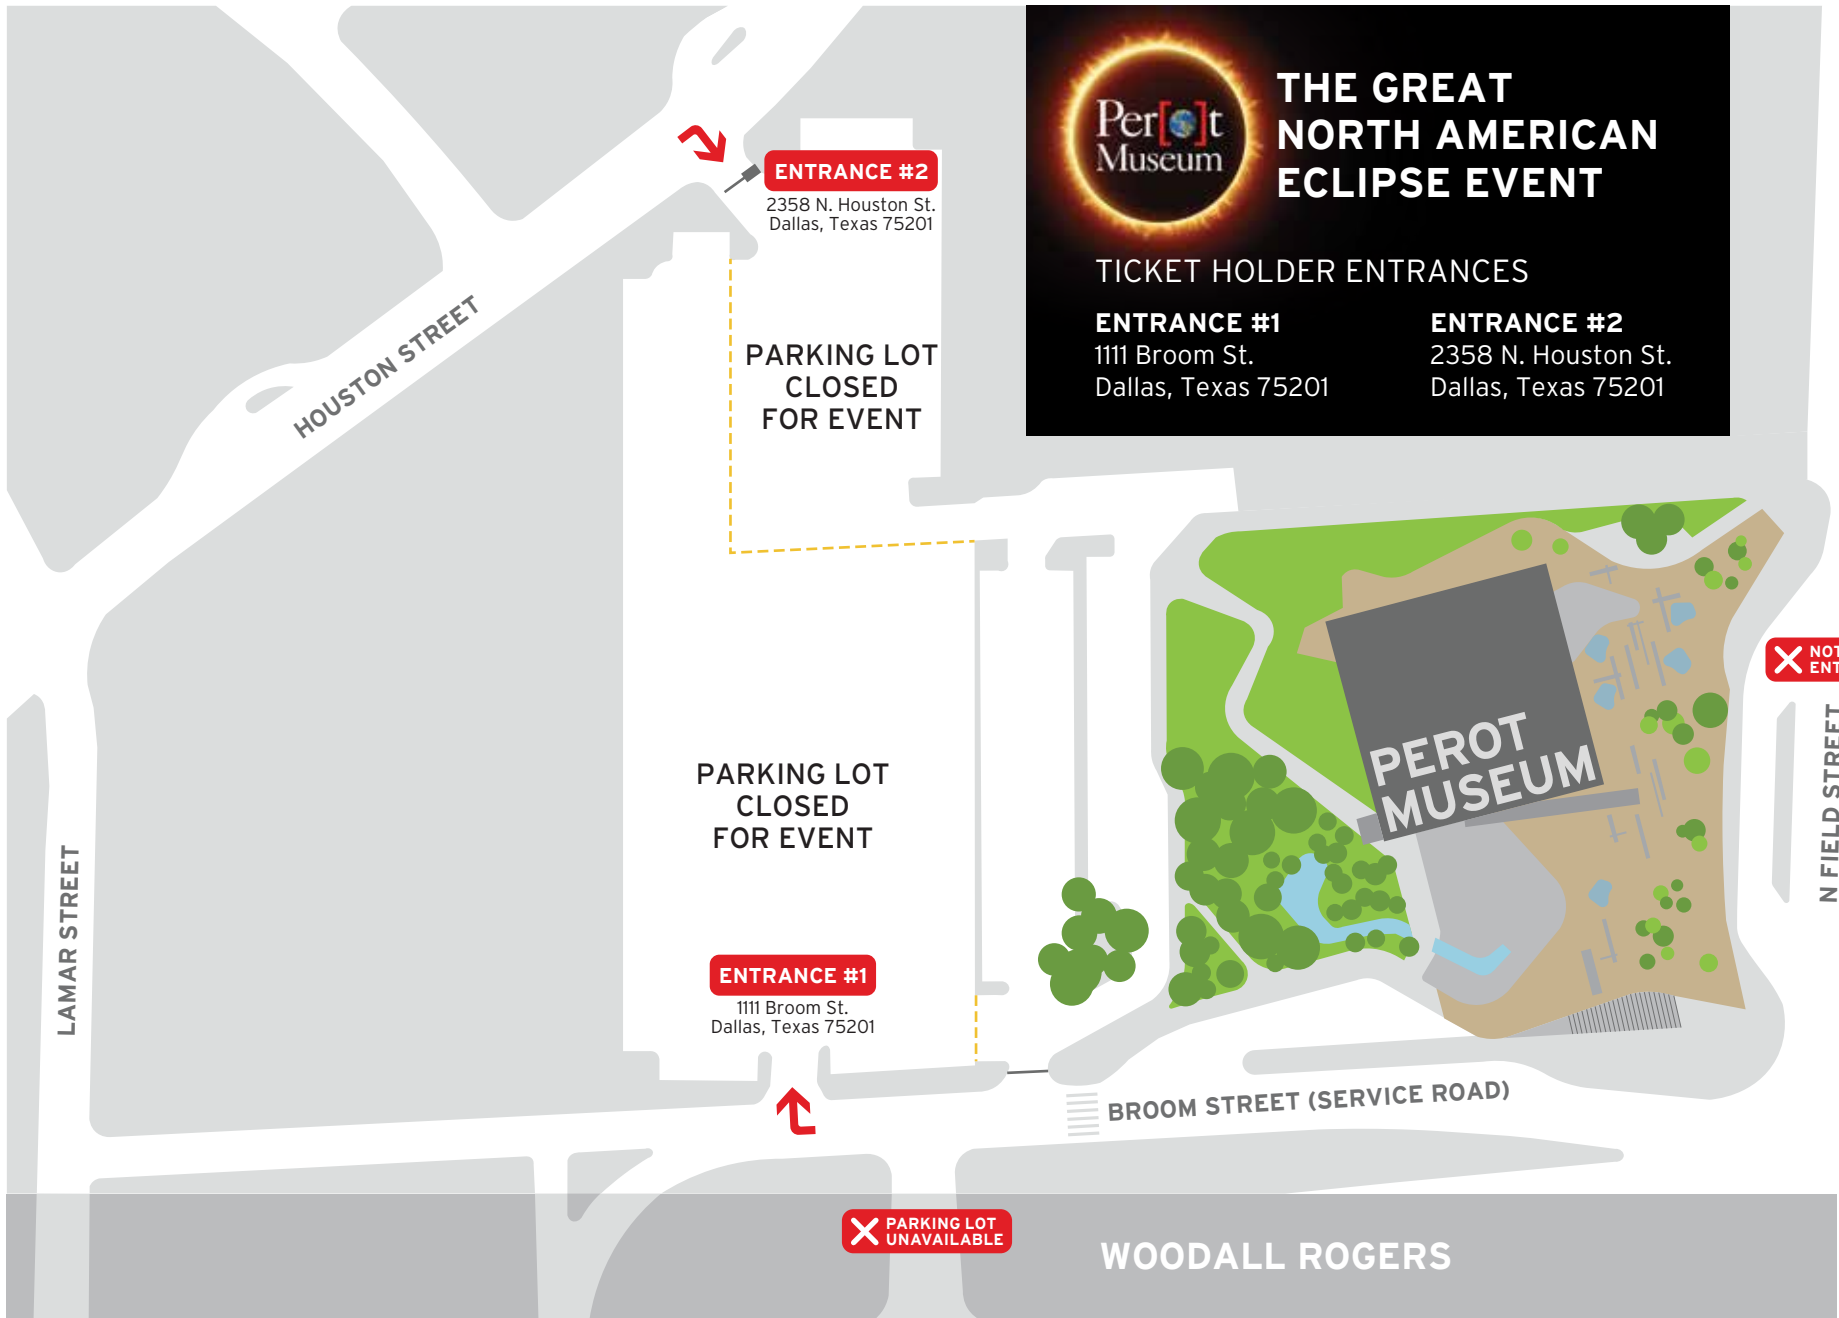 Per[o]t
Museum
THE GREAT
NORTH AMERICAN
ECLIPSE EVENT
TICKET HOLDER ENTRANCES
ENTRANCE #1
1111 Broom St.
Dallas, Texas 75201
ENTRANCE #2
2358 N. Houston St.
Dallas, Texas 75201
ENTRANCE #2
2358 N. Houston St.
Dallas, Texas 75201
HOUSTON STREET
PARKING LOT
CLOSED
FOR EVENT
PEROT
MUSEUM
NOT
ENT
N FIELD STREET
PARKING LOT
CLOSED
FOR EVENT
LAMAR STREET
ENTRANCE #1
1111 Broom St.
Dallas, Texas 75201
BROOM STREET (SERVICE ROAD)
PARKING LOT
UNAVAILABLE
WOODALL ROGERS